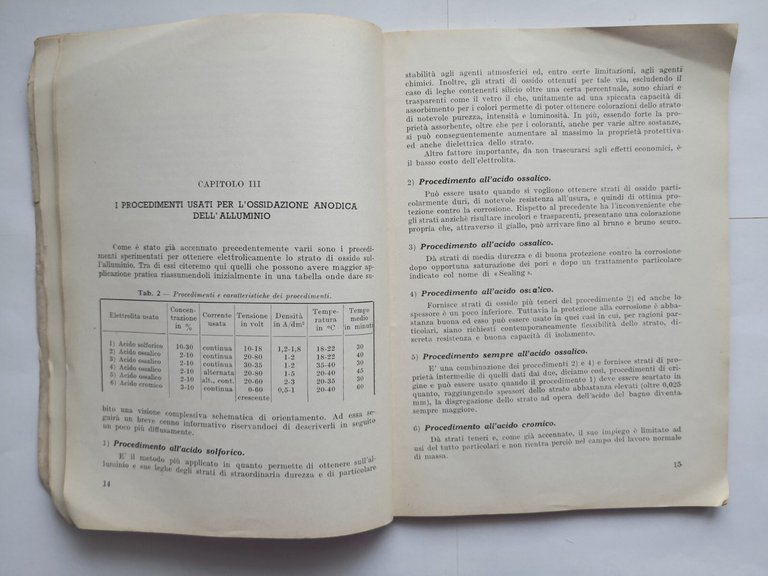 CAPITOLO III
I PROCEDIMENTI USATI PER L'OSSIDAZIONE ANODICA
DELL'ALLUMINIO
Come è stato già accennato precedentemente varii sono i procedi-
menti sperimentati per ottenere elettrolicamente lo strato di ossido sul-
l'alluminio. Tra di essi citeremo qui quelli che possono avere maggior ap-
plicazione pratica riassumendoli inizialmente in una tabella onde dare su-
Tab. 2 — Procedimenti e caratteristiche dei procedimenti.
Elettrolita usato | Concen-trazione in % | Corrente usata | Tensione in volt | Densità in A/dm² | Tempe-ratura in °C | Tempo medio in minuti
1) Acido solforico 10-30 continua 10-18 1,2-1,8 18-22 30
2) Acido ossalico 2-10 continua 20-80 1-2 18-22 40
3) Acido ossalico 2-10 continua 30-35 1-2 35-40 30
4) Acido ossalico 2-10 alternata 20-80 1-5 20-40 45
5) Acido ossalico 2-10 alt., cont. 20-60 2-3 20-35 30
6) Acido cromico 3-10 continua 0-60 0,5-1 20-40 60
crescente
bito una visione complessiva schematica di orientamento. Ad essa se-
guirà un breve cenno informativo riservandoci di descriverli in seguito
un poco più diffusamente.
1) Procedimento all'acido solforico.
E' il metodo più applicato in quanto permette di ottenere sull'al-
luminio e sue leghe degli strati di straordinaria durezza e di particolare
14
stabilità agli agenti atmosferici ed, entro certe limitazioni, agli agenti
chimici. Inoltre, gli strati di ossido ottenuti per tale via, escludendo il
caso di leghe contenenti silicio oltre una certa percentuale, sono chiari e
trasparenti come il vetro il che, unitamente ad una spiccata capacità di
assorbimento per i colori permette di poter ottenere colorazioni dello strato
di notevole purezza, intensità e luminosità. In più, essendo forte la pro-
prietà assorbente, oltre che per i coloranti, anche per varie altre sostanze,
può conseguentemente aumentare al massimo la proprietà protettiva
ed anche dielettrica dello strato.
Altro fattore importante, da non trascurarsi agli effetti economici, è
il basso costo dell'elettrolita.
2) Procedimento all'acido ossalico.
Può essere usato quando si vogliono ottenere strati di ossido parti-
colarmente duri, di notevole resistenza all'usura, e quindi di ottima pro-
tezione contro la corrosione. Rispetto al precedente ha l'inconveniente che
gli strati anzichè risultare incolori e trasparenti, presentano una colorazione
propria che, attraverso il giallo, può arrivare fino al bruno e bruno scuro.
3) Procedimento all'acido ossalico.
Dà strati di media durezza e di buona protezione contro la corrosione
dopo opportuna saturazione dei pori e dopo un trattamento particolare
indicato col nome di « Sealing ».
4) Procedimento all'acido ossalico.
Fornisce strati di ossido più teneri del procedimento 2) ed anche lo
spessore è un poco inferiore. Tuttavia la protezione alla corrosione è abba-
stanza buona ed esso può essere usato in quei casi in cui, per ragioni par-
ticolari, siano richiesti contemporaneamente flessibilità dello strato, di-
screta resistenza e buona capacità di isolamento.
5) Procedimento sempre all'acido ossalico.
E' una combinazione dei procedimenti 2) e 4) e fornisce strati di pro-
prietà intermedie di quelli dati dai due, diciamo così, procedimenti di ori-
gine e può essere usato quando il procedimento 1) deve essere scartato in
quanto, raggiungendo spessori dello strato abbastanza elevati (oltre 0,025
mm), la disgregazione dello strato ad opera dell'acido del bagno diventa
sempre maggiore.
6) Procedimento all'acido cromico.
Dà strati teneri e, come già accennato, il suo impiego è limitato ad
usi del tutto particolari e non rientra perciò nel campo del lavoro normale
di massa.
15